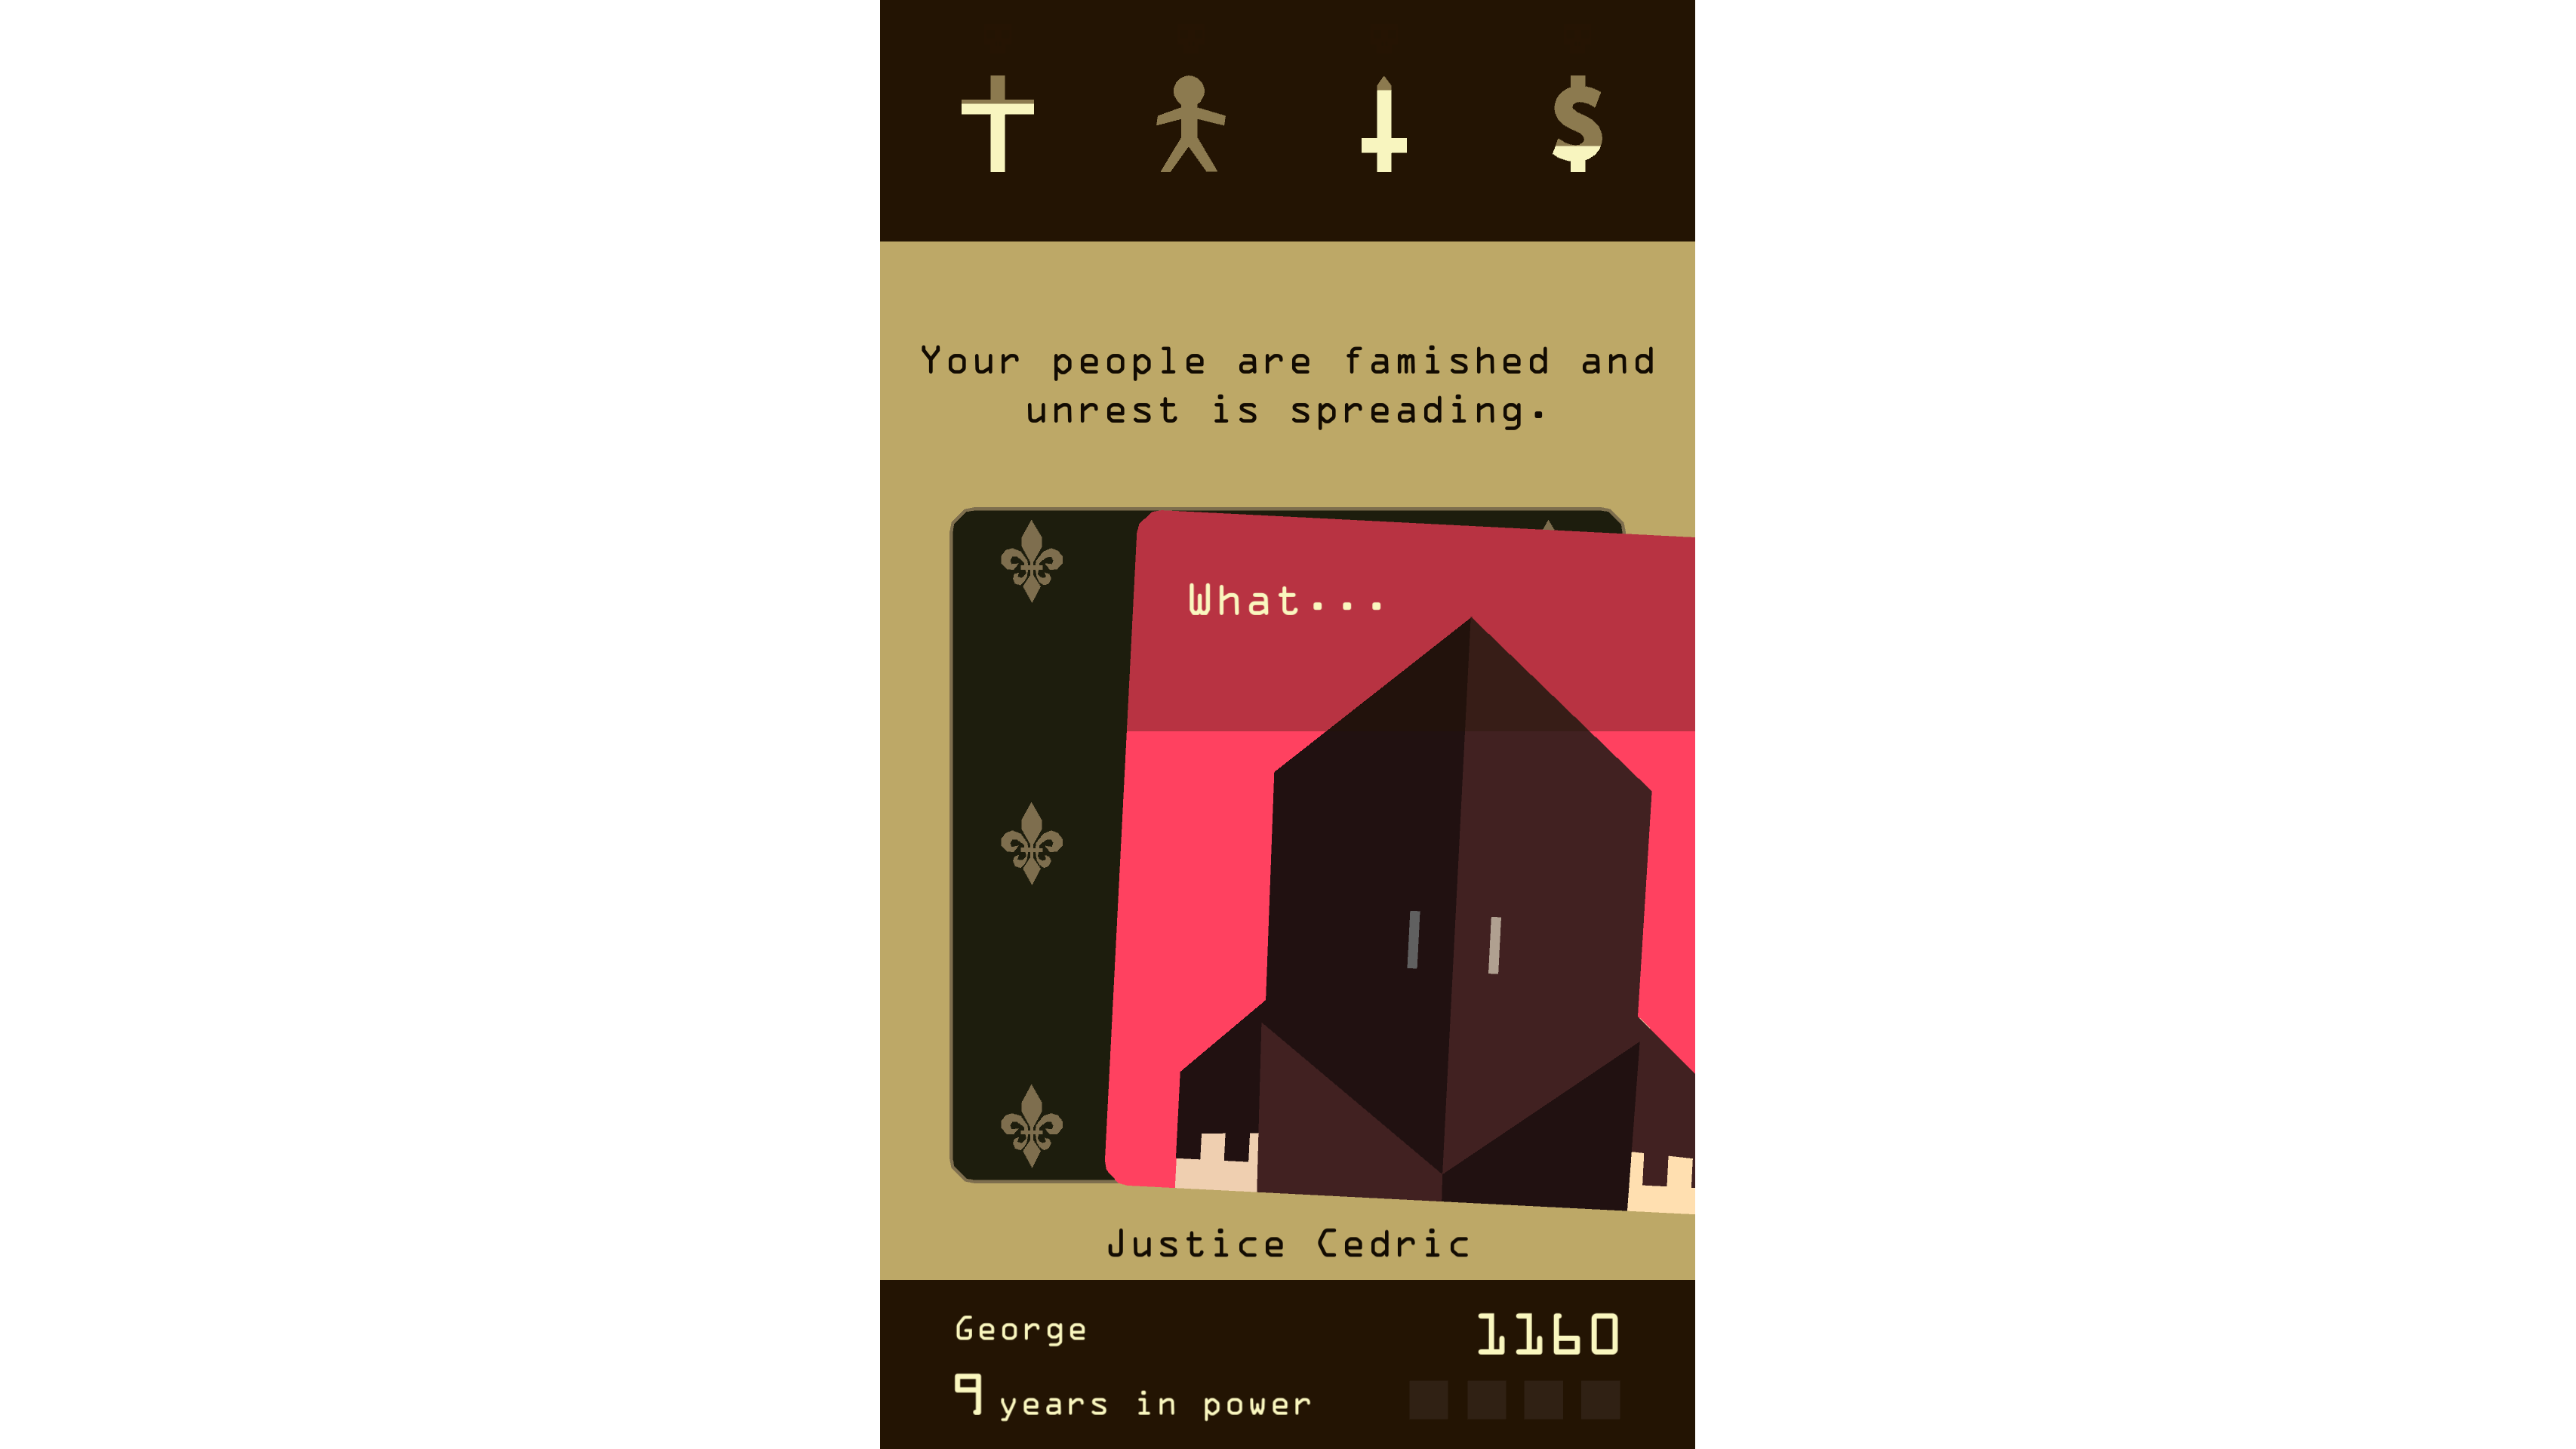 Your people are famished and
unrest is spreading.
What...
Justice Cedric
George
1160
9 years in power